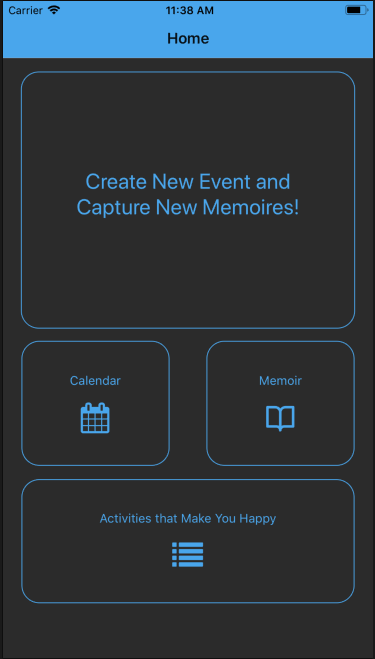 Carrier 11:38 AM
Home
Create New Event and
Capture New Memoires!
Calendar
Memoir
Activities that Make You Happy